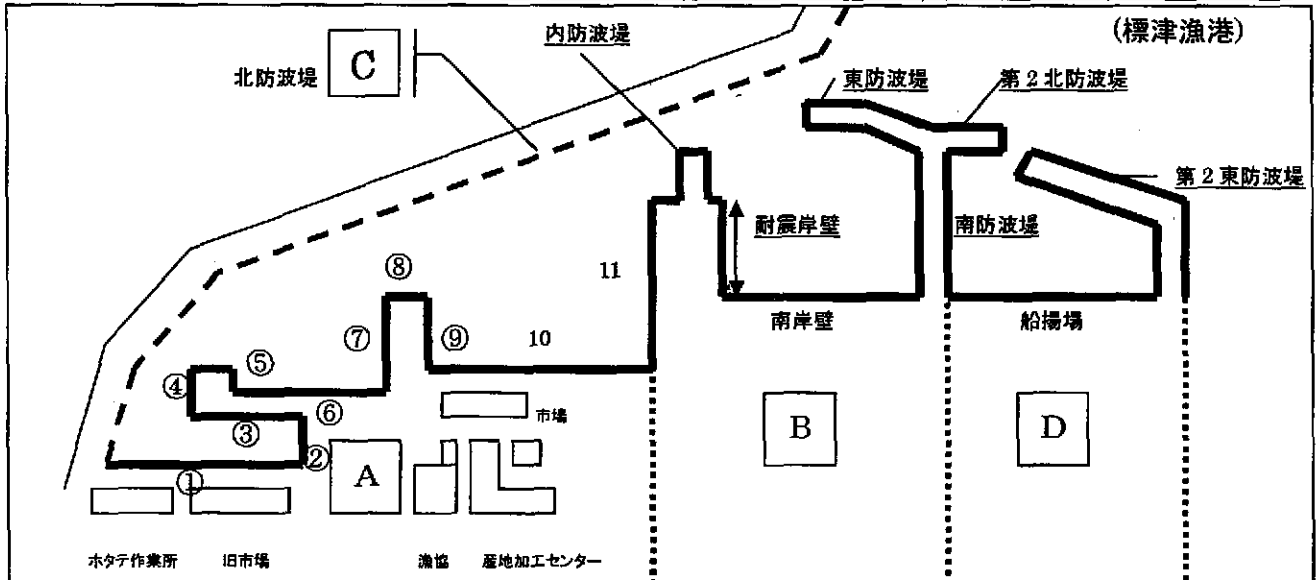 (標津漁港)
内防波堤
北防波堤
C
東防波堤
第2北防波堤
第2東防波堤
耐震岸壁
南防波堤
11
⑧
⑦
⑨
10
南岸壁
船揚場
⑤
④
⑥
③
②
①
市場
A
B
D
ホタテ作業所
旧市場
漁協
産地加工センター